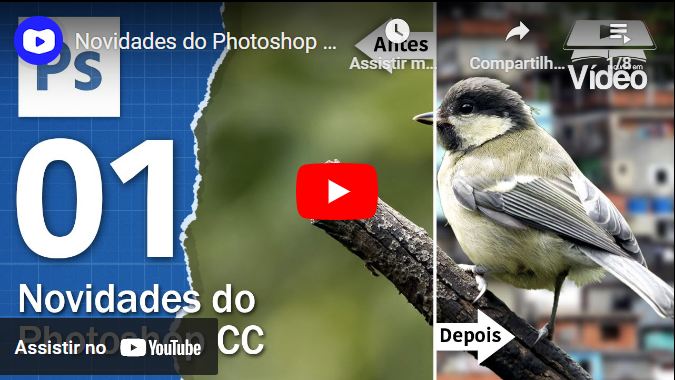 Novidades do Photoshop ...
Assistir m...
Compartilh...
1/8
Antes
Vídeo
Ps
01
Novidades do
Photoshop CC
Depois
Assistir no YouTube